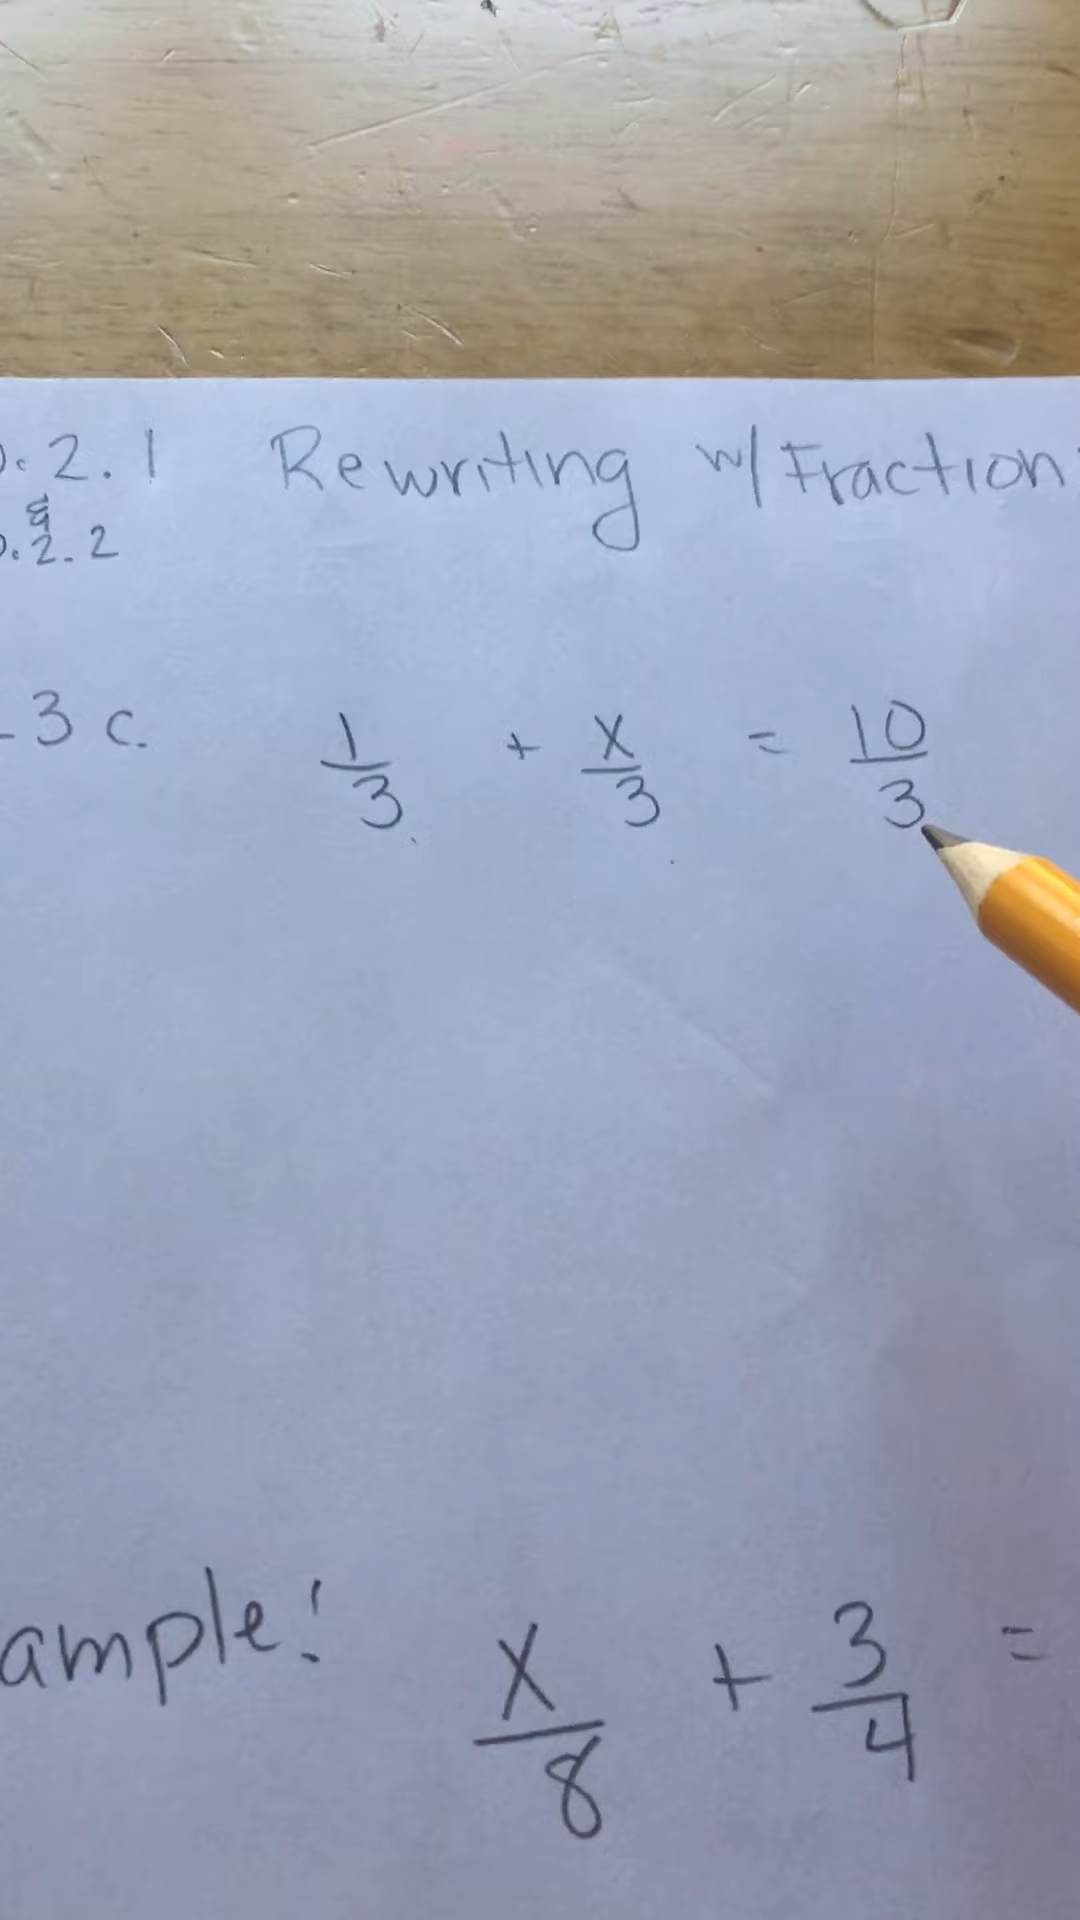 .2.1 Rewriting w/ Fraction
&
.2.2
3 c. 1/3 + x/3 = 10/3
ample! x/8 + 3/4 =